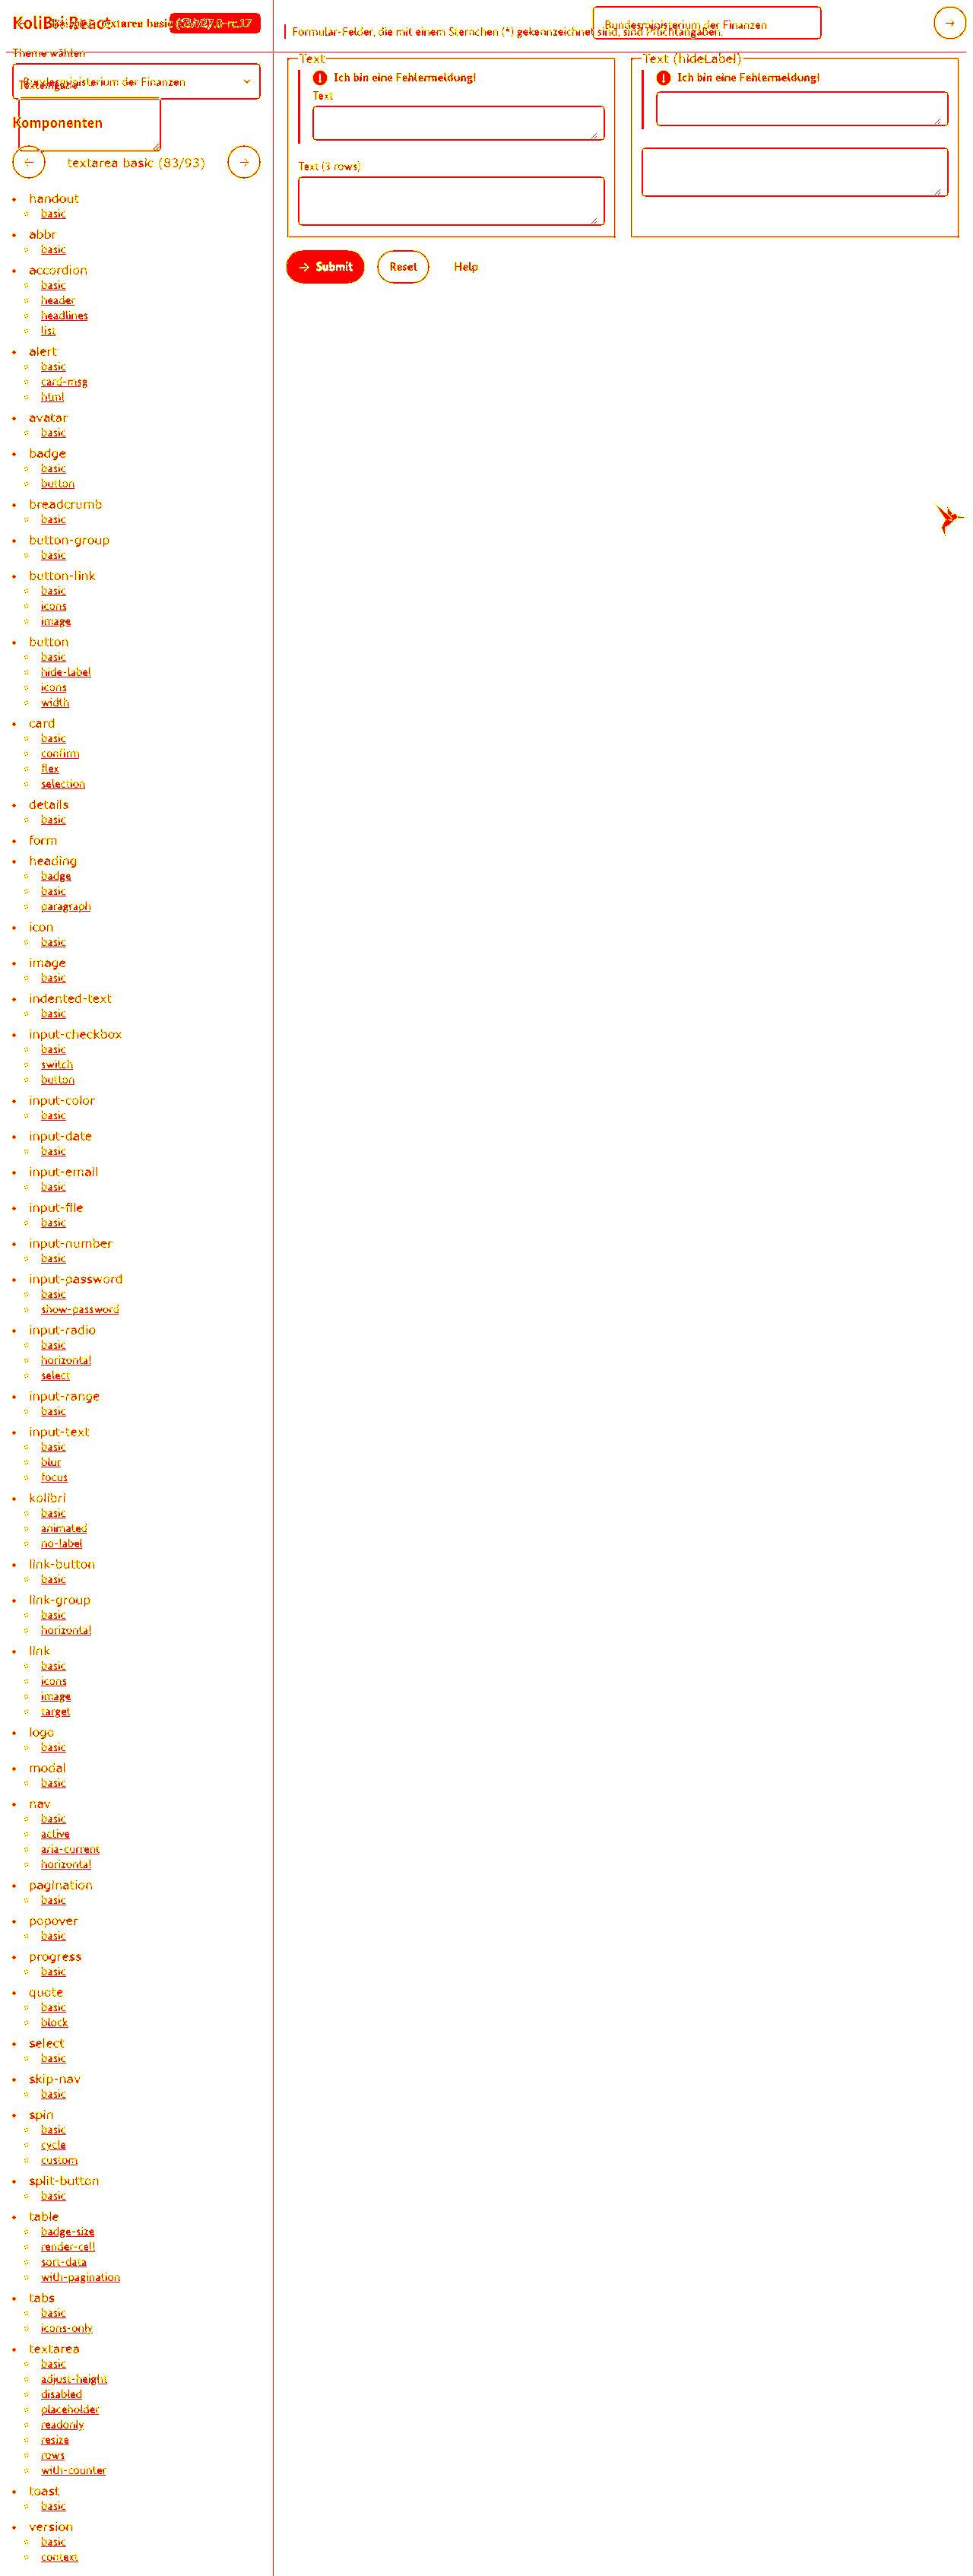 KoliBri React
textarea basic
Theme wählen
Bundesministerium der Finanzen
Komponenten
textarea basic (83/93)
handout
basic
abbr
basic
accordion
basic
header
headlines
list
alert
basic
card-msg
html
avatar
basic
badge
basic
button
breadcrumb
basic
button-group
basic
button-link
basic
icons
image
button
basic
hide-label
icons
width
card
basic
confirm
flex
selection
details
basic
form
heading
badge
basic
paragraph
icon
basic
image
basic
indented-text
basic
input-checkbox
basic
switch
button
input-color
basic
input-date
basic
input-email
basic
input-file
basic
input-number
basic
input-password
basic
show-password
input-radio
basic
horizontal
select
input-range
basic
input-text
basic
blur
focus
kolibri
basic
animated
no-label
link-button
basic
link-group
basic
horizontal
link
basic
icons
image
target
logo
basic
modal
basic
nav
basic
active
aria-current
horizontal
pagination
basic
popover
basic
progress
basic
quote
basic
block
select
basic
skip-nav
basic
spin
basic
cycle
custom
split-button
basic
table
badge-size
render-cell
sort-data
with-pagination
tabs
basic
icons-only
textarea
basic
adjust-height
disabled
placeholder
readonly
resize
rows
with-counter
toast
basic
version
basic
context
Bundesministerium der Finanzen
Formular-Felder, die mit einem Sternchen (*) gekennzeichnet sind, sind Pflichtangaben.
Text
Ich bin eine Fehlermeldung!
Text
Text (3 rows)
Text (hideLabel)
Ich bin eine Fehlermeldung!
Submit
Reset
Help